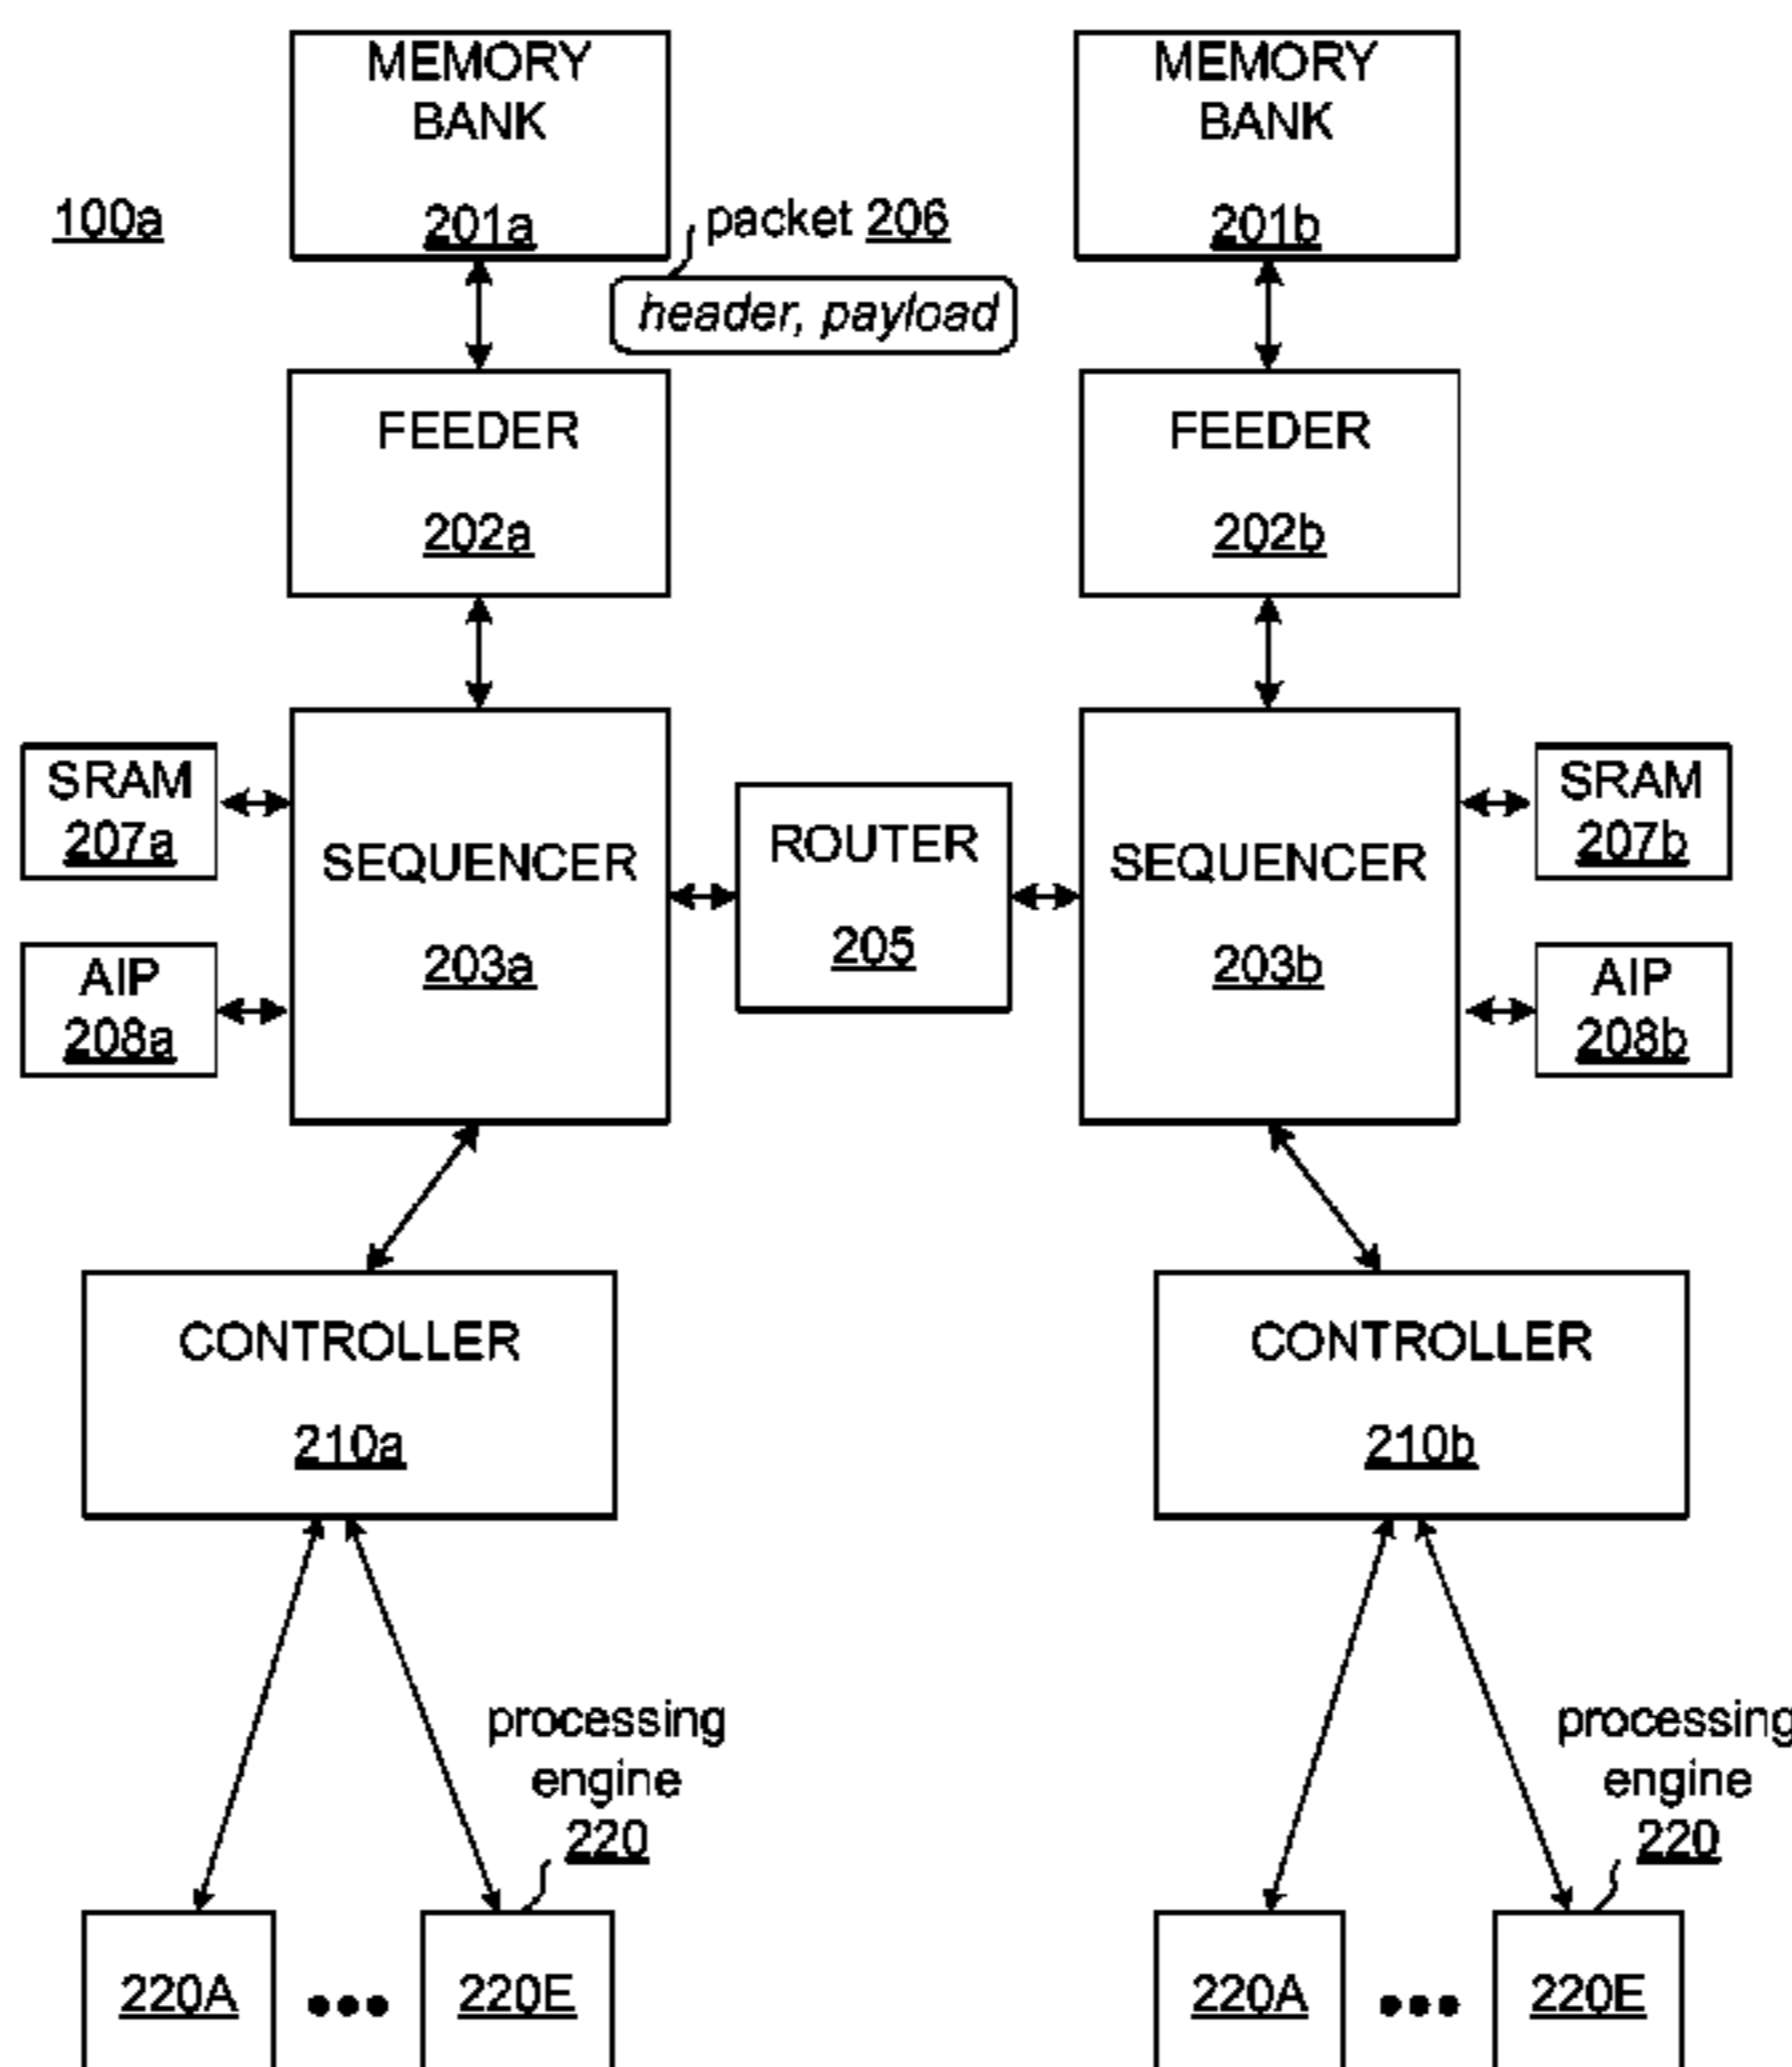 MEMORY
BANK
201a
MEMORY
BANK
201b
100a
packet 206
header, payload
FEEDER
202a
FEEDER
202b
SRAM
207a
AIP
208a
SEQUENCER
203a
ROUTER
205
SEQUENCER
203b
SRAM
207b
AIP
208b
CONTROLLER
210a
CONTROLLER
210b
processing
engine
220
processing
engine
220
220A
220E
220A
220E